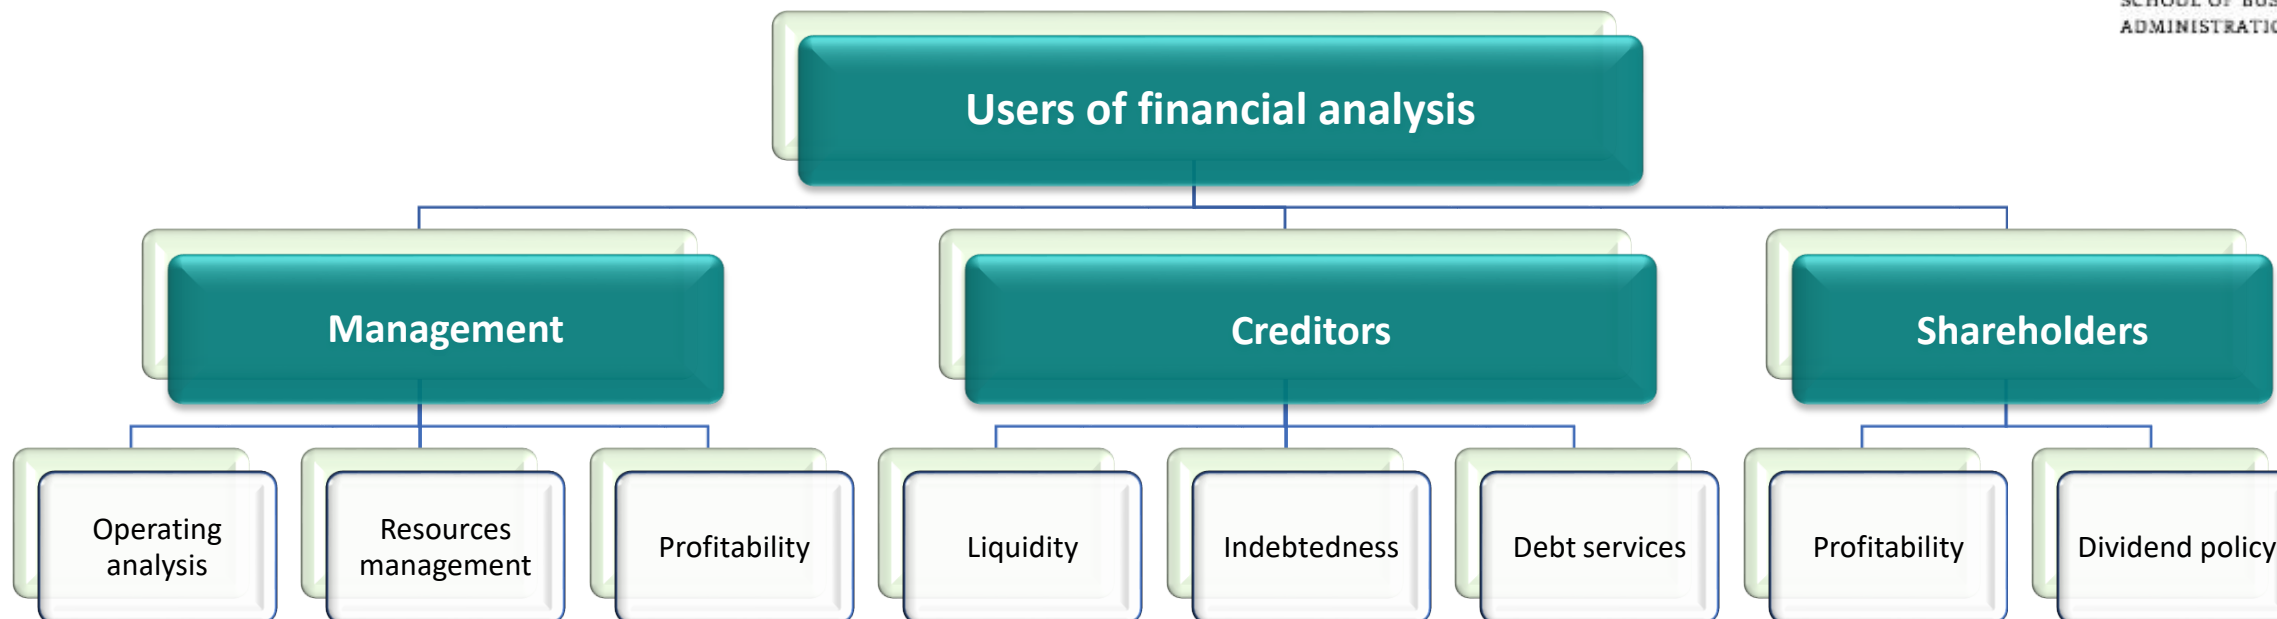 ADMINISTRATIO
Users of financial analysis
Management
Creditors
Shareholders
Operating
analysis
Resources
management
Profitability
Liquidity
Indebtedness
Debt services
Profitability
Dividend policy